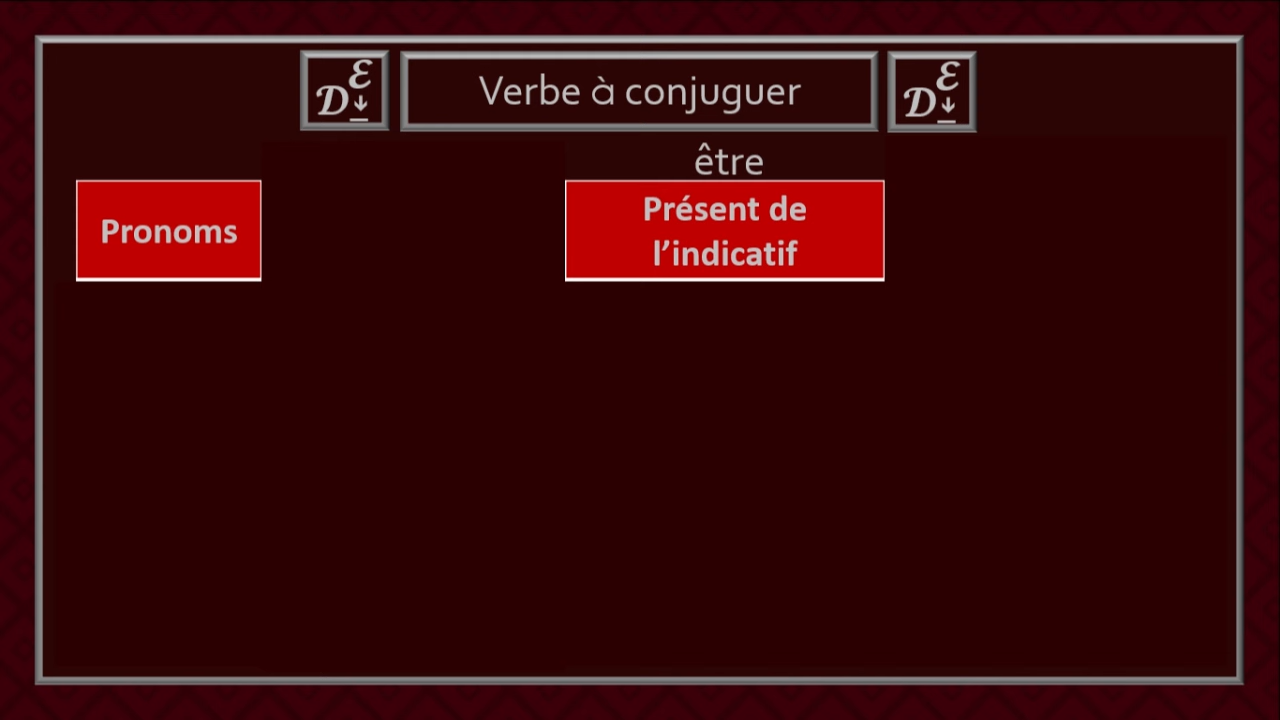 Verbe à conjuguer
être
Pronoms
Présent de
l’indicatif